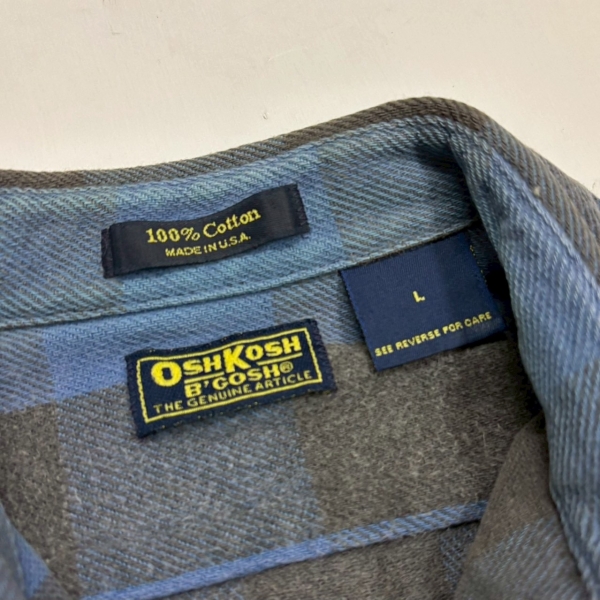 100% Cotton
MADE IN U.S.A.
L
SEE REVERSE FOR CARE
OSHKOSH
B'GOSH®
THE GENUINE ARTICLE